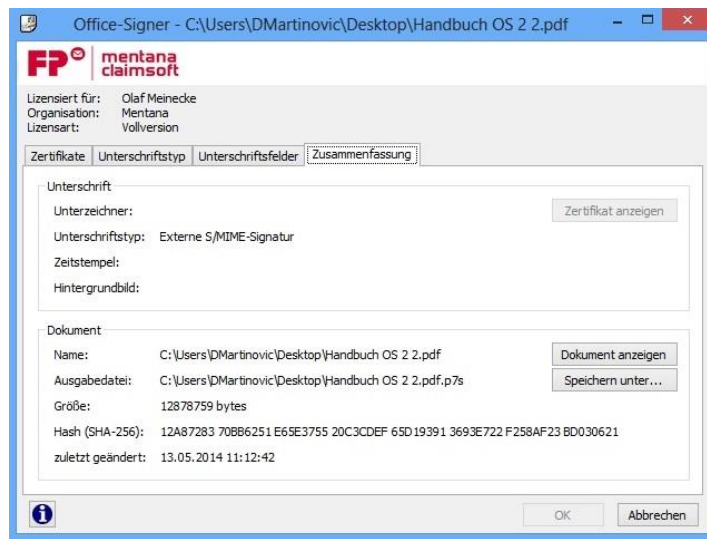 Office-Signer - C:\Users\DMartinovic\Desktop\Handbuch OS 2 2.pdf
FP mentana
claimsoft
Lizensiert für: Olaf Meinecke
Organisation: Mentana
Lizensart: Vollversion
Zertifikate Unterschriftstyp Unterschriftsfelder Zusammenfassung
Unterschrift
Unterzeichner: Zertifikat anzeigen
Unterschriftstyp: Externe S/MIME-Signatur
Zeitstempel:
Hintergrundbild:
Dokument
Name: C:\Users\DMartinovic\Desktop\Handbuch OS 2 2.pdf Dokument anzeigen
Ausgabedatei: C:\Users\DMartinovic\Desktop\Handbuch OS 2 2.pdf.p7s Speichern unter...
Größe: 12878759 bytes
Hash (SHA-256): 12A87283 70BB6251 E65E3755 20C3CDEF 65D19391 3693E722 F258AF23 BD030621
zuletzt geändert: 13.05.2014 11:12:42
OK Abbrechen